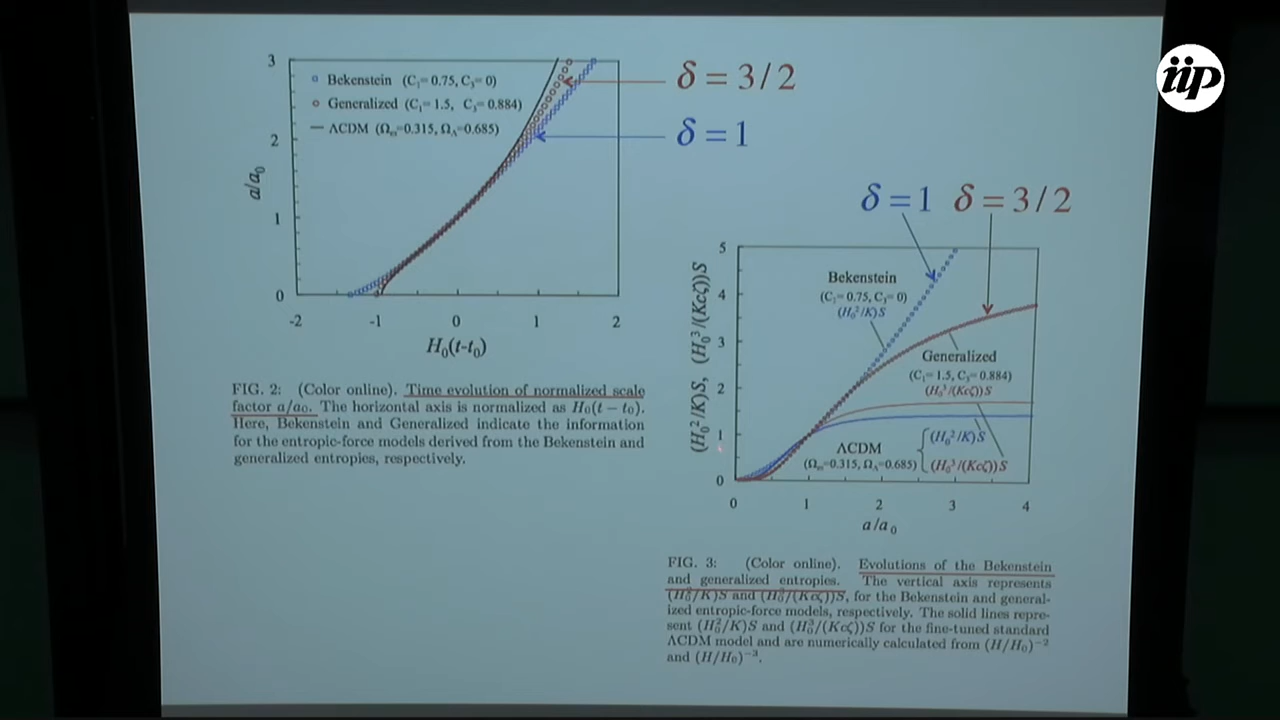 iip
3
2
1
0
-2
-1
0
1
2
a/a₀
H₀(t-t₀)
Bekenstein (C₁=0.75, C₃=0)
Generalized (C₁=1.5, C₃=0.884)
ΛCDM (Ωₘ=0.315, Ω_Λ=0.685)
δ = 3/2
δ = 1
FIG. 2: (Color online). Time evolution of normalized scale
factor a/a₀. The horizontal axis is normalized as H₀(t − t₀).
Here, Bekenstein and Generalized indicate the information
for the entropic-force models derived from the Bekenstein and
generalized entropies, respectively.
δ = 1 δ = 3/2
5
4
3
2
1
0
0
1
2
3
4
(H₀²/K)S, (H₀³/(Kcζ))S
a/a₀
Bekenstein
(C₁=0.75, C₃=0)
(H₀²/K)S
Generalized
(C₁=1.5, C₃=0.884)
(H₀³/(Kcζ))S
ΛCDM
(Ωₘ=0.315, Ω_Λ=0.685)
(H₀²/K)S
(H₀³/(Kcζ))S
FIG. 3: (Color online). Evolutions of the Bekenstein
and generalized entropies. The vertical axis represents
(H₀²/K)S and (H₀³/(Kcζ))S, for the Bekenstein and general-
ized entropic-force models, respectively. The solid lines repre-
sent (H₀²/K)S and (H₀³/(Kcζ))S for the fine-tuned standard
ΛCDM model and are numerically calculated from (H/H₀)⁻²
and (H/H₀)⁻³.